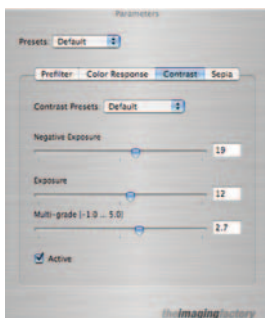 Parameters
Presets: Default
Prefilter Color Response Contrast Sepia
Contrast Presets: Default
Negative Exposure
19
Exposure
12
Multi-grade (-1.0 ... 5.0)
2.7
Active
theimagingfactory